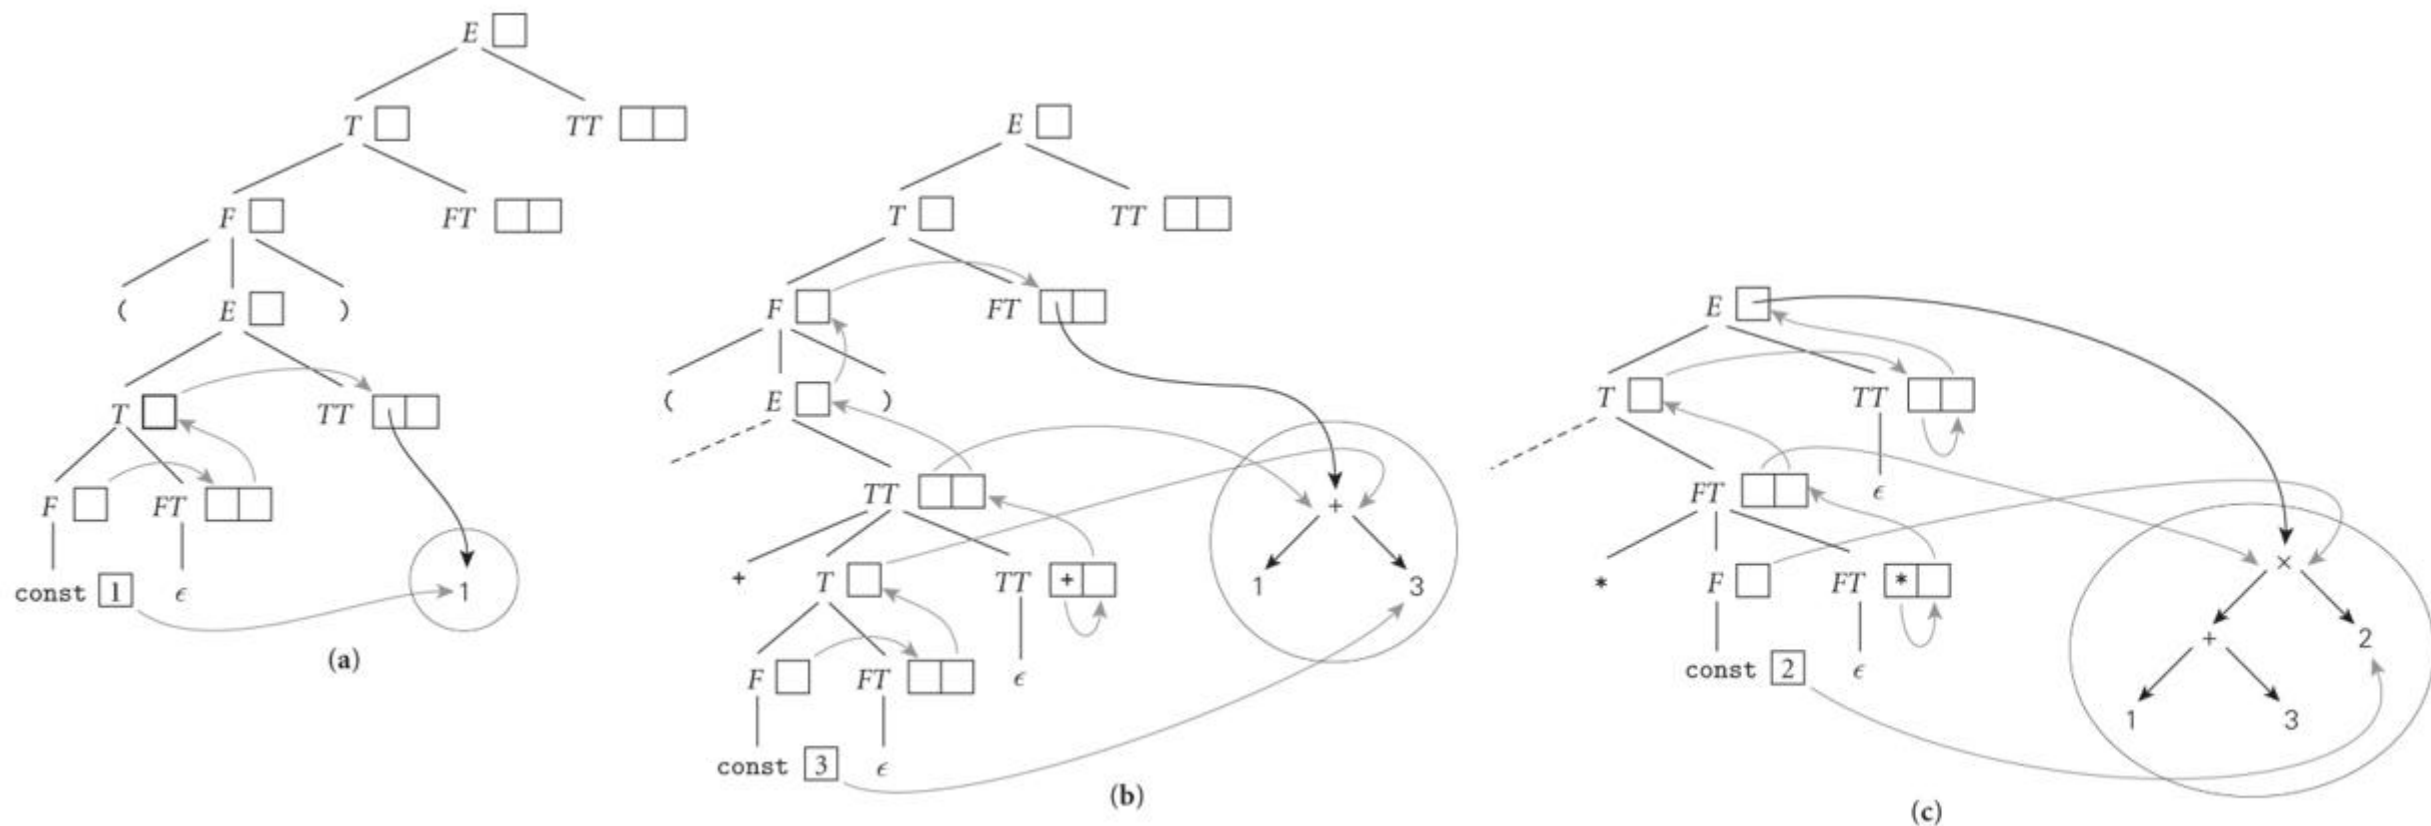 E
T TT
F FT
( E )
T TT
F FT
const 1 ϵ
1
(a)
E
T TT
F FT
( E )
TT
+ T TT +
F FT ϵ
const 3 ϵ
+
1 3
(b)
E
T TT
FT ϵ
* F FT *
const 2 ϵ
×
+ 2
1 3
(c)